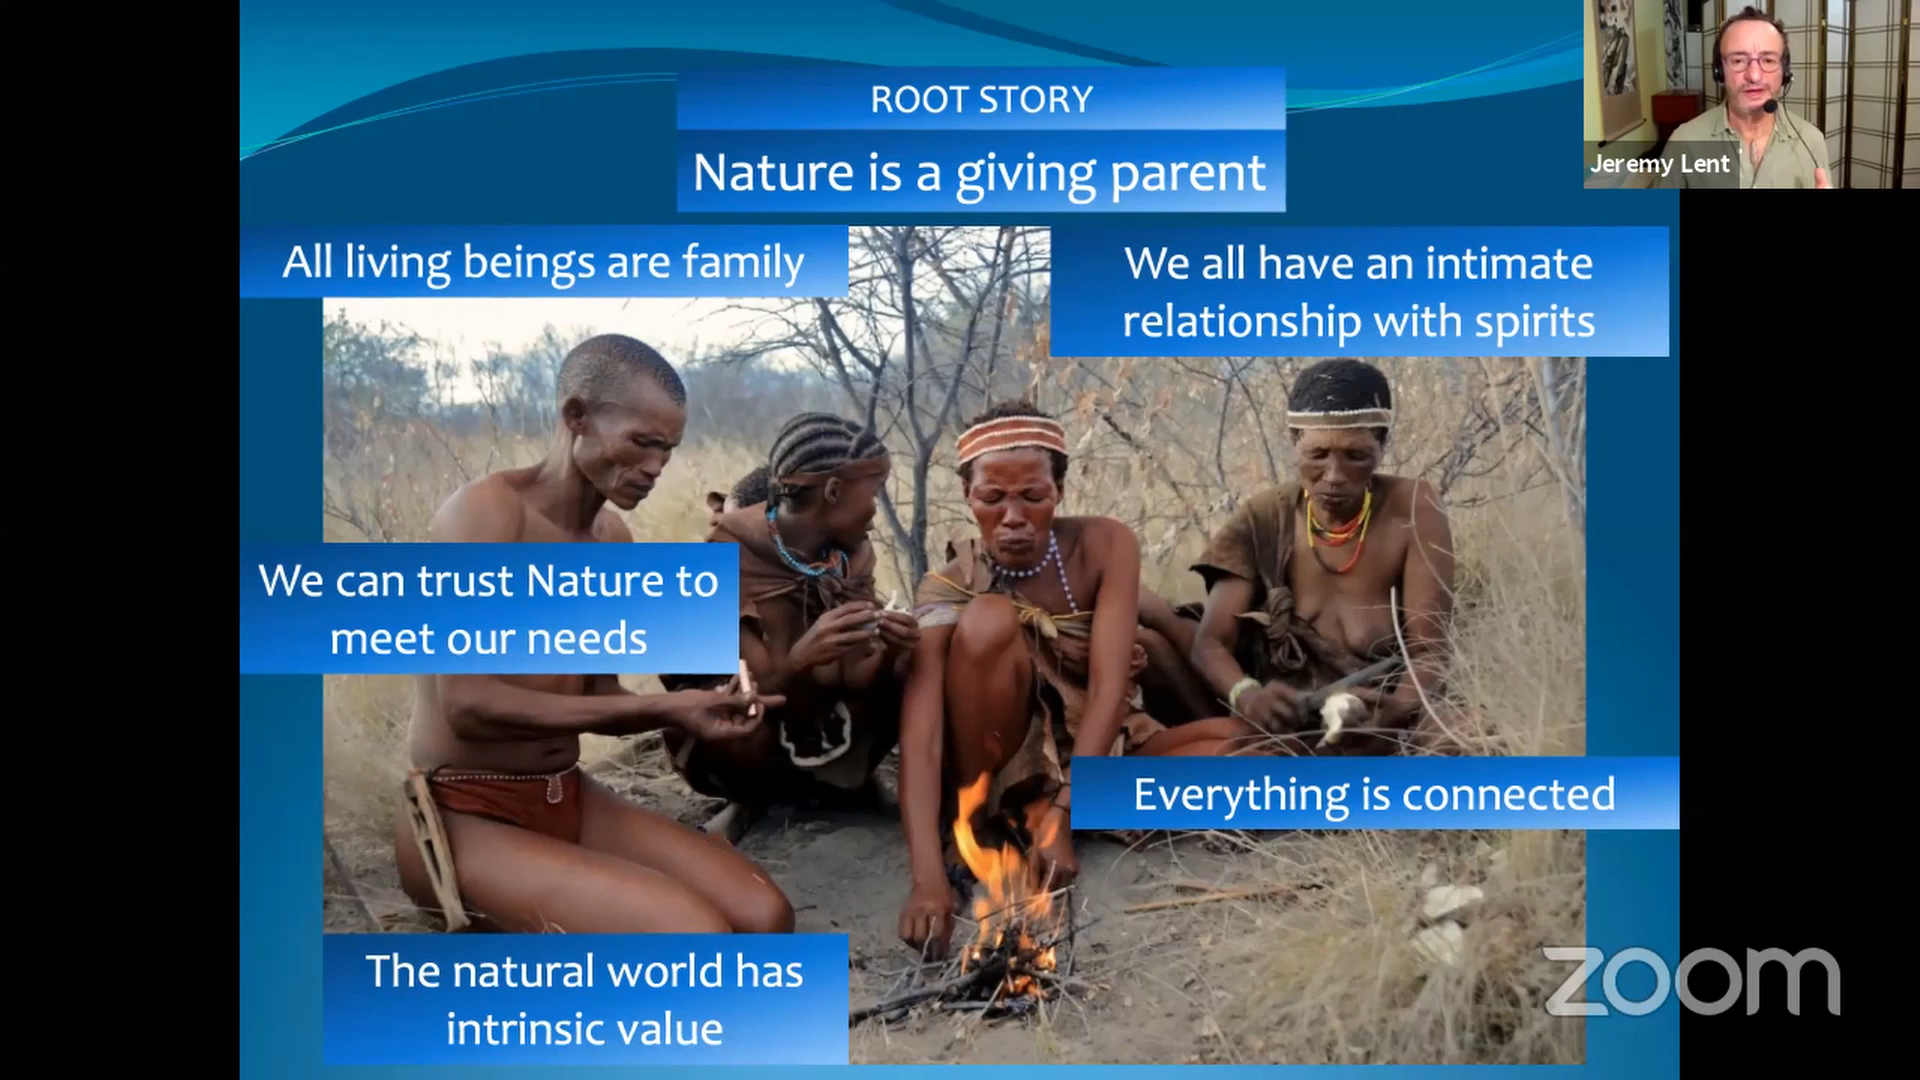 ROOT STORY
Nature is a giving parent
Jeremy Lent
All living beings are family
We all have an intimate
relationship with spirits
We can trust Nature to
meet our needs
Everything is connected
The natural world has
intrinsic value
zoom